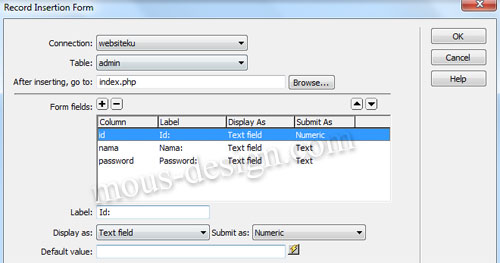 Record Insertion Form
Connection: websiteku
OK
Table: admin
Cancel
After inserting, go to: index.php Browse...
Help
Form fields:
Column Label Display As Submit As
id Id: Text field Numeric
nama Nama: Text field Text
password Password: Text field Text
mous-design.com
Label: Id:
Display as: Text field Submit as: Numeric
Default value: